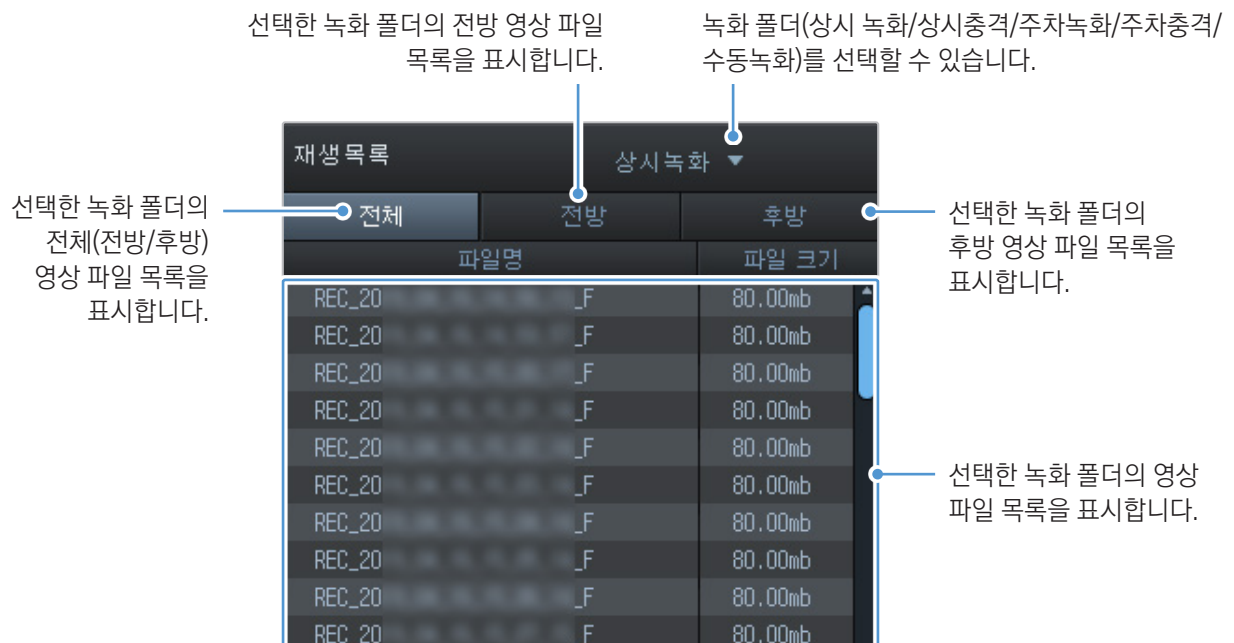 선택한 녹화 폴더의 전방 영상 파일
목록을 표시합니다.
녹화 폴더(상시 녹화/상시충격/주차녹화/주차충격/
수동녹화)를 선택할 수 있습니다.
재생목록
상시녹화 ▼
선택한 녹화 폴더의
전체(전방/후방)
영상 파일 목록을
표시합니다.
전체
전방
후방
선택한 녹화 폴더의
후방 영상 파일 목록을
표시합니다.
파일명
파일 크기
REC_20 _F 80.00mb
REC_20 _F 80.00mb
REC_20 _F 80.00mb
REC_20 _F 80.00mb
REC_20 _F 80.00mb
REC_20 _F 80.00mb
REC_20 _F 80.00mb
REC_20 _F 80.00mb
REC_20 _F 80.00mb
REC_20 _F 80.00mb
선택한 녹화 폴더의 영상
파일 목록을 표시합니다.